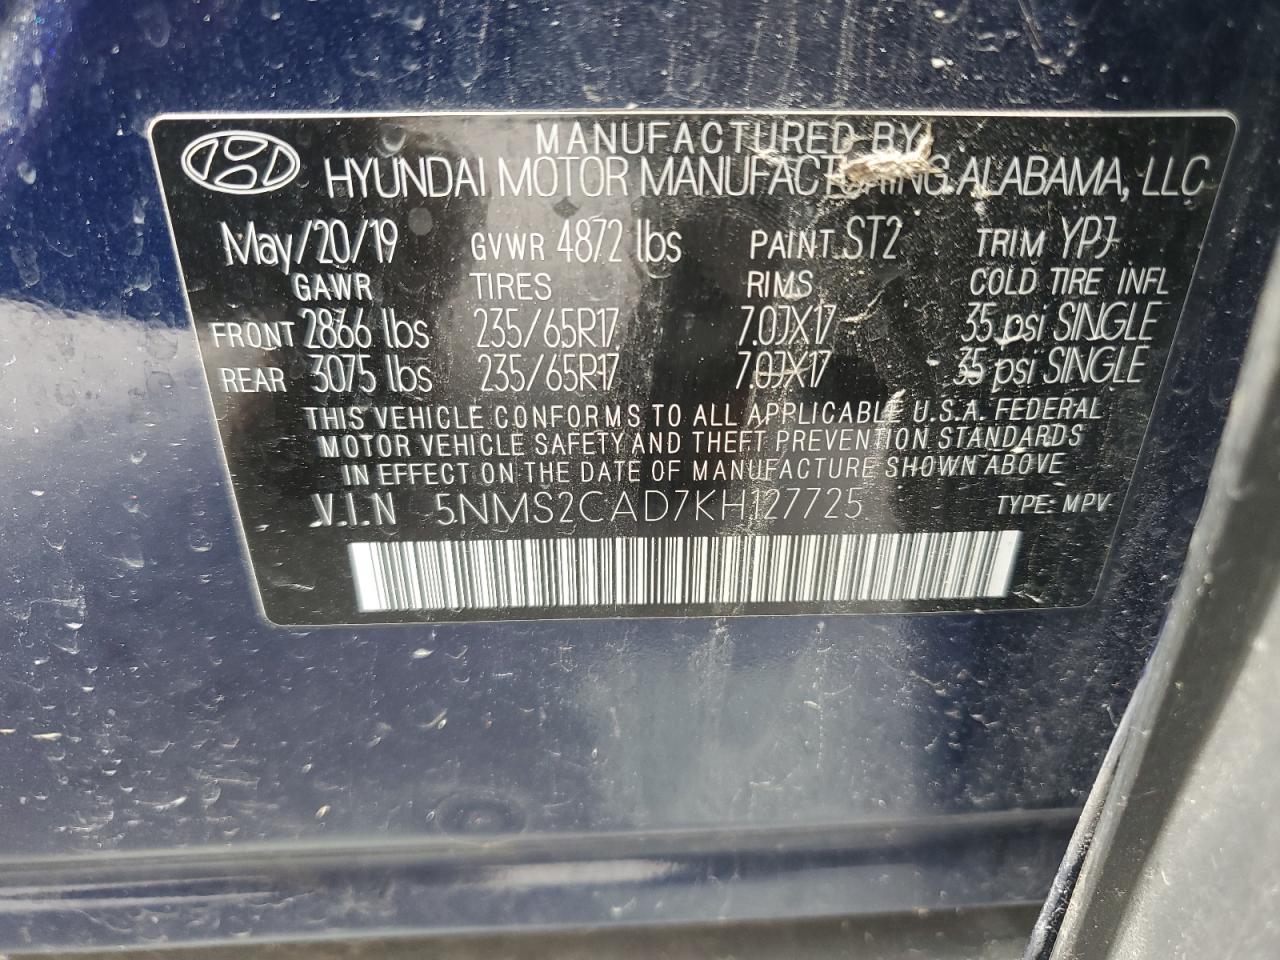 MANUFACTURED BY
HYUNDAI MOTOR MANUFACTURING ALABAMA, LLC
May/20/19 GVWR 4872 lbs PAINT ST2 TRIM YPJ
GAWR TIRES RIMS COLD TIRE INFL
FRONT 2866 lbs 235/65R17 7.0JX17 35 psi SINGLE
REAR 3075 lbs 235/65R17 7.0JX17 35 psi SINGLE
THIS VEHICLE CONFORMS TO ALL APPLICABLE U.S.A. FEDERAL
MOTOR VEHICLE SAFETY AND THEFT PREVENTION STANDARDS
IN EFFECT ON THE DATE OF MANUFACTURE SHOWN ABOVE
V.I.N 5NMS2CAD7KH127725 TYPE: MPV